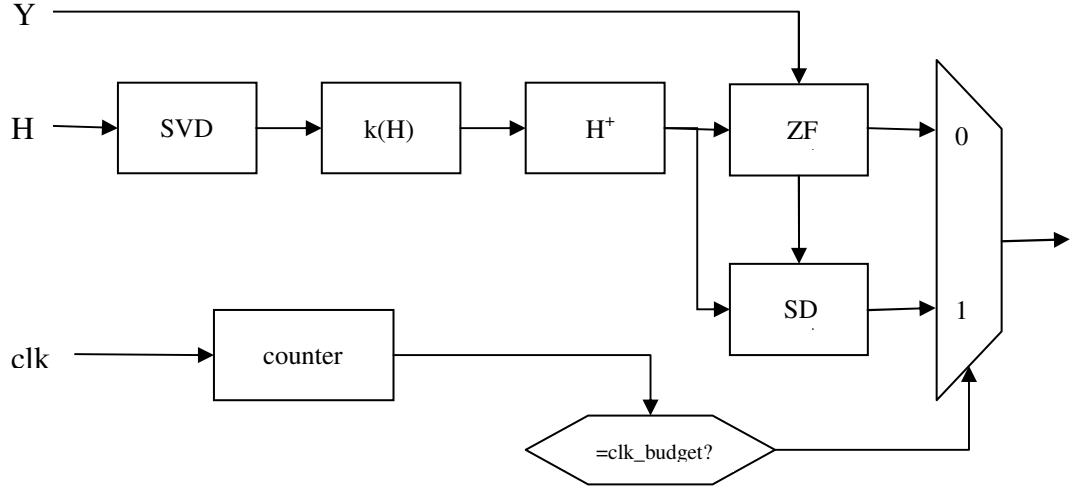 Y
H
SVD
k(H)
H⁺
ZF
0
SD
1
clk
counter
=clk_budget?